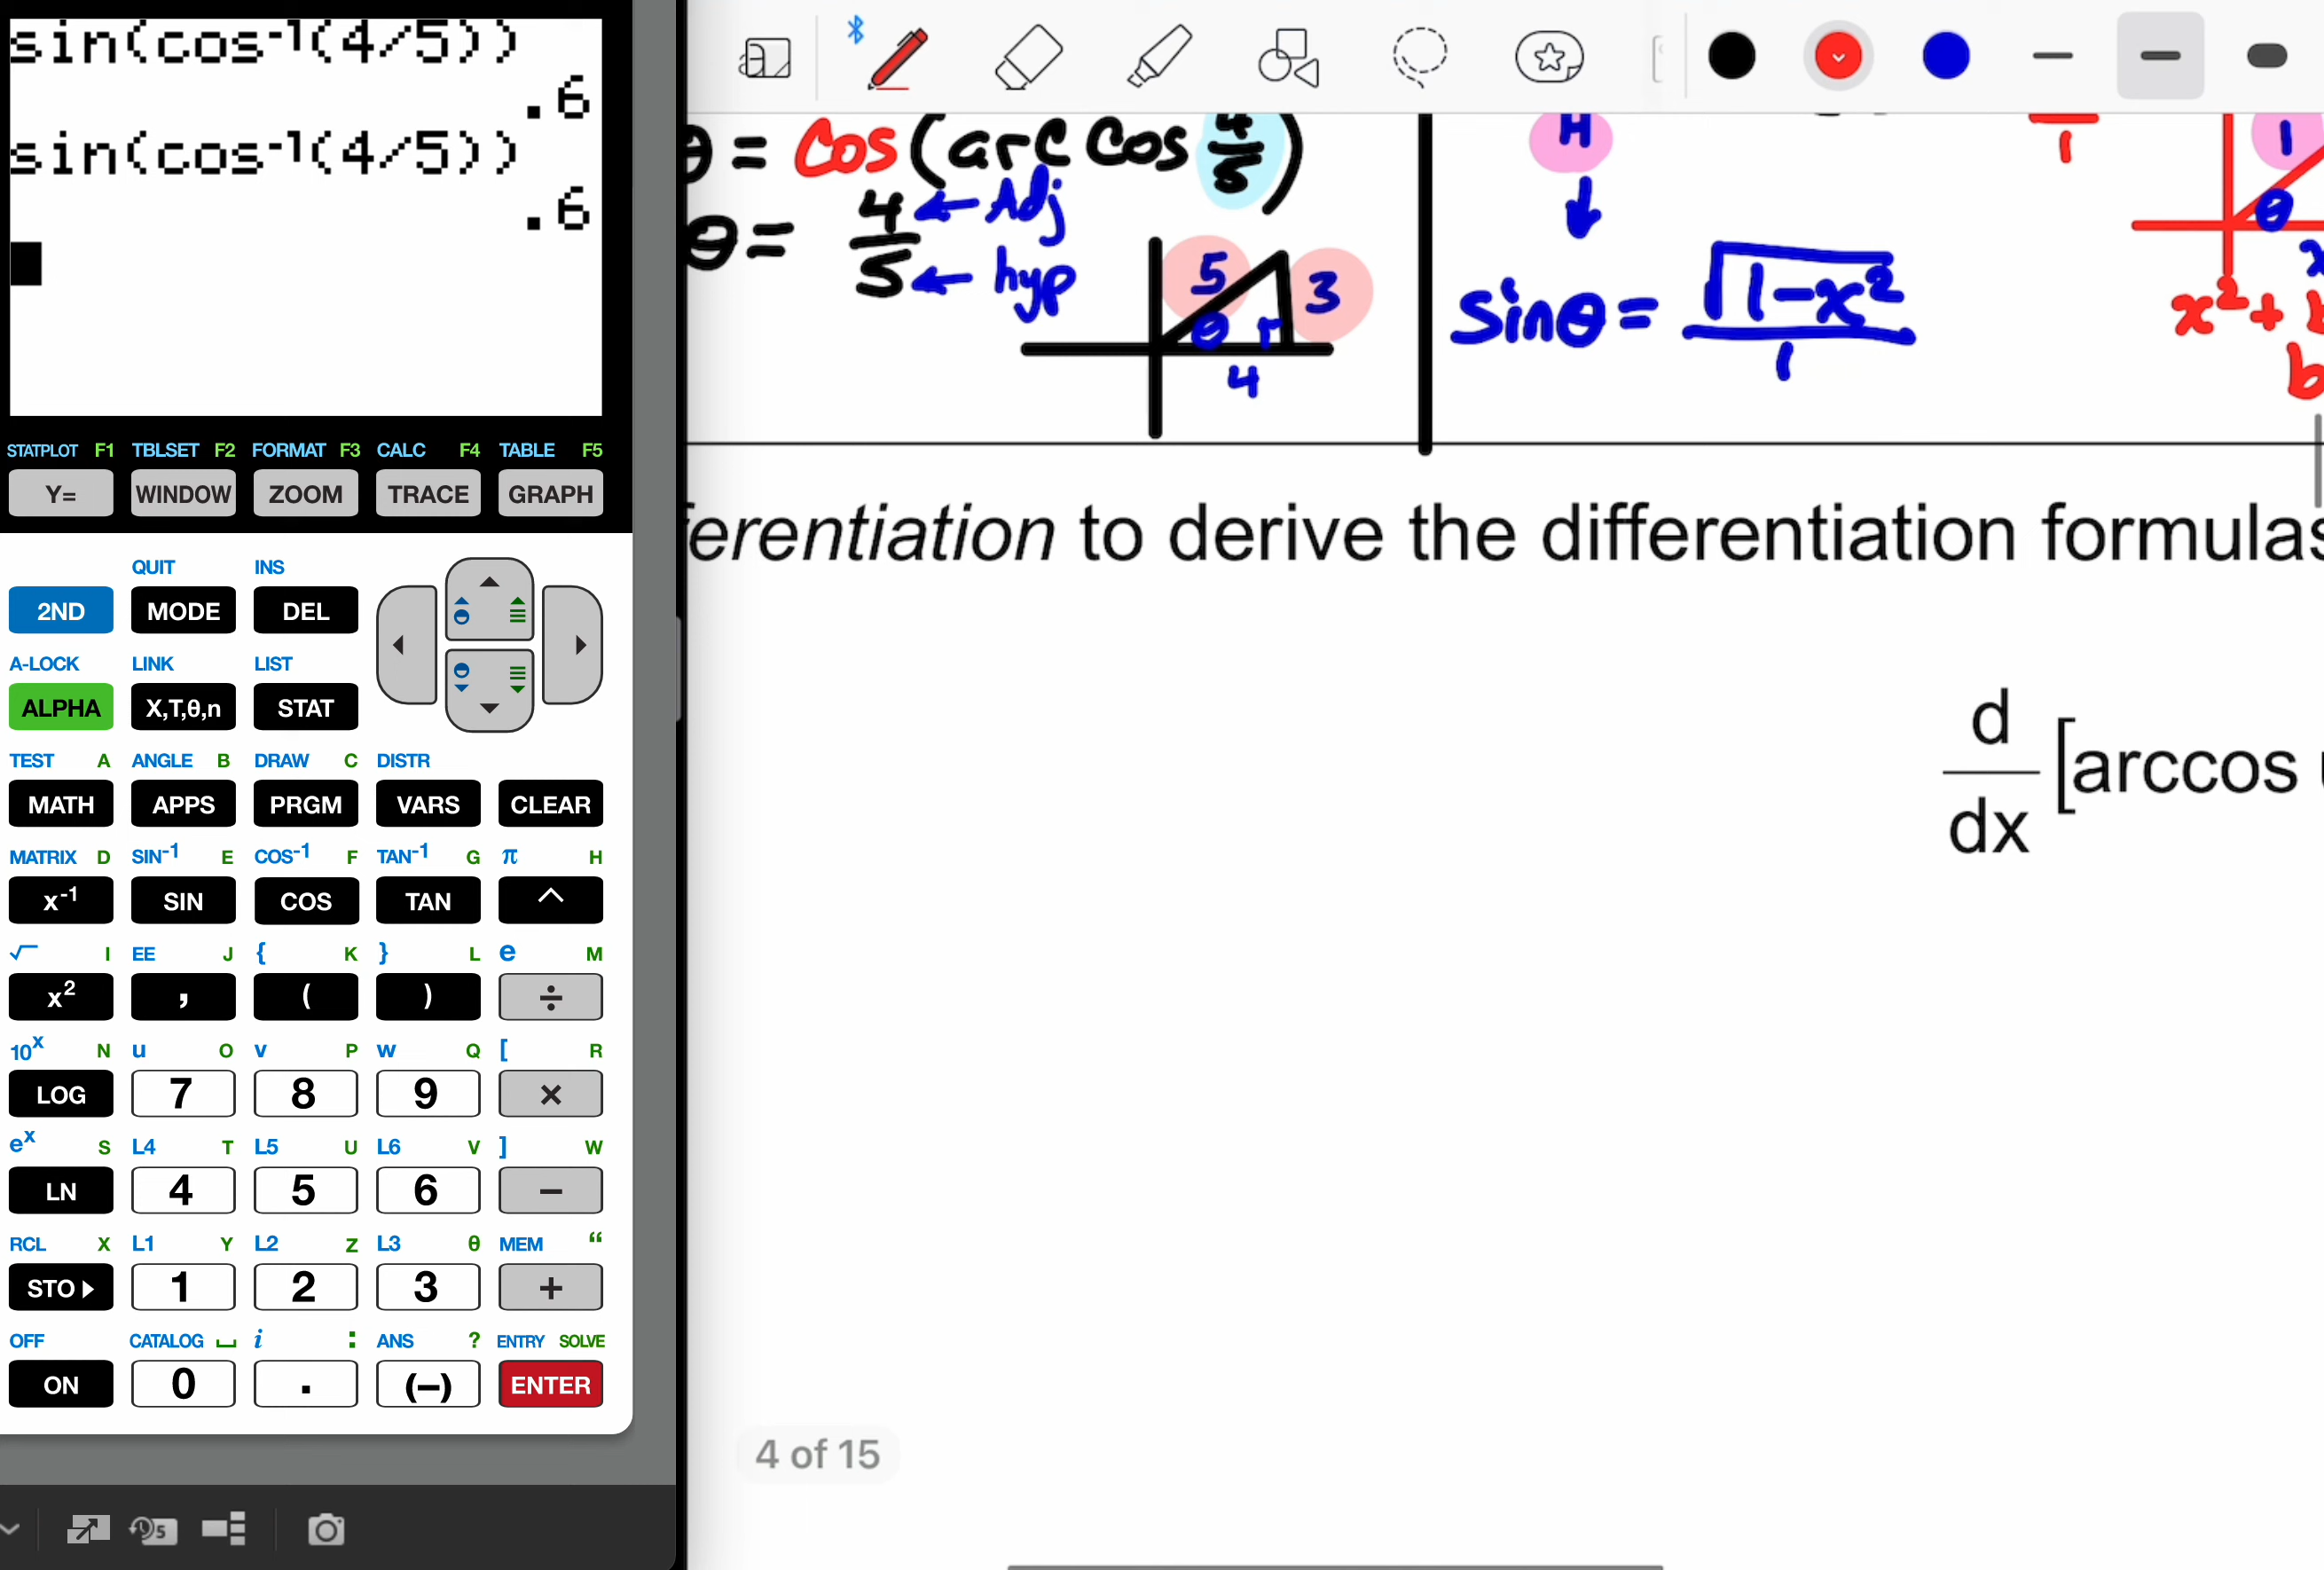 sin(cos⁻¹(4/5))
.6
sin(cos⁻¹(4/5))
.6
STATPLOT F1 TBLSET F2 FORMAT F3 CALC F4 TABLE F5
Y= WINDOW ZOOM TRACE GRAPH
QUIT INS
2ND MODE DEL
A-LOCK LINK LIST
ALPHA X,T,θ,n STAT
TEST A ANGLE B DRAW C DISTR
MATH APPS PRGM VARS CLEAR
MATRIX D SIN⁻¹ E COS⁻¹ F TAN⁻¹ G π H
x⁻¹ SIN COS TAN ^
√ I EE J { K } L e M
x² , ( ) ÷
10ˣ N u O v P w Q [ R
LOG 7 8 9 ×
eˣ S L4 T L5 U L6 V ] W
LN 4 5 6 −
RCL X L1 Y L2 Z L3 θ MEM “
STO▶ 1 2 3 +
OFF CATALOG ⎵ i : ANS ? ENTRY SOLVE
ON 0 . (−) ENTER
5
a
θ = Cos(arc Cos 4/5)
θ = 4/5 ← Adj
← hyp
5 3
θ
4
H
↓
sinθ = √1-x²/1
1
1
θ
x
x² + b
b
ferentiation to derive the differentiation formulas
d/dx [arccos u
4 of 15